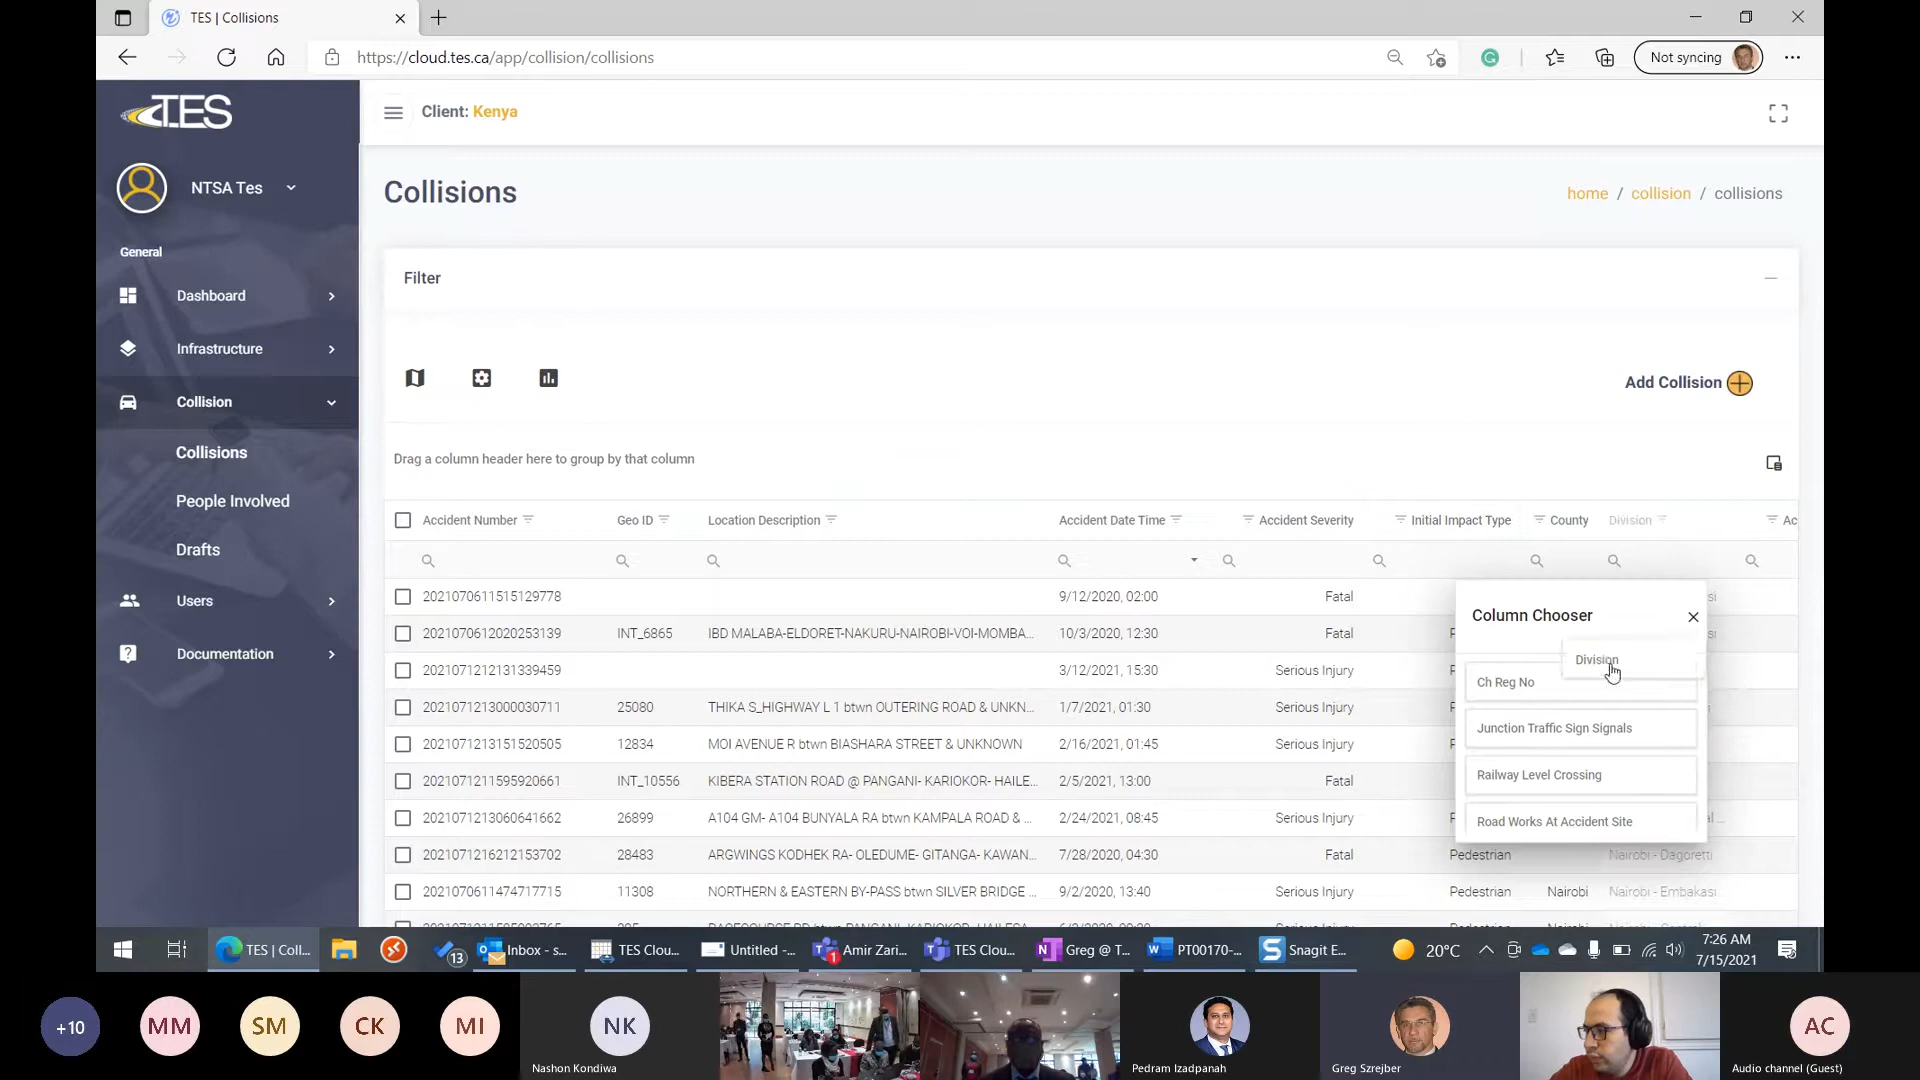 TES | Collisions
https://cloud.tes.ca/app/collision/collisions
Not syncing
TES
Client: Kenya
NTSA Tes
Collisions
home / collision / collisions
General
Filter
Dashboard
Infrastructure
Collision
Add Collision
Collisions
Drag a column header here to group by that column
People Involved
Accident Number Geo ID Location Description Accident Date Time Accident Severity Initial Impact Type County Division Ac
Drafts
Users
Documentation
2021070611515129778 9/12/2020, 02:00 Fatal
2021070612020253139 INT_6865 IBD MALABA-ELDORET-NAKURU-NAIROBI-VOI-MOMBA... 10/3/2020, 12:30 Fatal
2021071212131339459 3/12/2021, 15:30 Serious Injury
2021071213000030711 25080 THIKA S_HIGHWAY L 1 btwn OUTERING ROAD & UNKN... 1/7/2021, 01:30 Serious Injury
2021071213151520505 12834 MOI AVENUE R btwn BIASHARA STREET & UNKNOWN 2/16/2021, 01:45 Serious Injury
2021071211595920661 INT_10556 KIBERA STATION ROAD @ PANGANI- KARIOKOR- HAILE... 2/5/2021, 13:00 Fatal
2021071213060641662 26899 A104 GM- A104 BUNYALA RA btwn KAMPALA ROAD & ... 2/24/2021, 08:45 Serious Injury
2021071216212153702 28483 ARGWINGS KODHEK RA- OLEDUME- GITANGA- KAWAN... 7/28/2020, 04:30 Fatal Pedestrian Nairobi - Dagoretti
2021070611474717715 11308 NORTHERN & EASTERN BY-PASS btwn SILVER BRIDGE ... 9/2/2020, 13:40 Serious Injury Pedestrian Nairobi Nairobi - Embakasi
Column Chooser
Division
Ch Reg No
Junction Traffic Sign Signals
Railway Level Crossing
Road Works At Accident Site
TES | Coll...
13
Inbox - s...
TES Clou...
Untitled -...
1
Amir Zari...
TES Clou...
Greg @ T...
PT00170-...
Snagit E...
20°C
7:26 AM
7/15/2021
+10
MM
SM
CK
MI
NK
AC
Nashon Kondiwa
Pedram Izadpanah
Greg Szrejber
Audio channel (Guest)